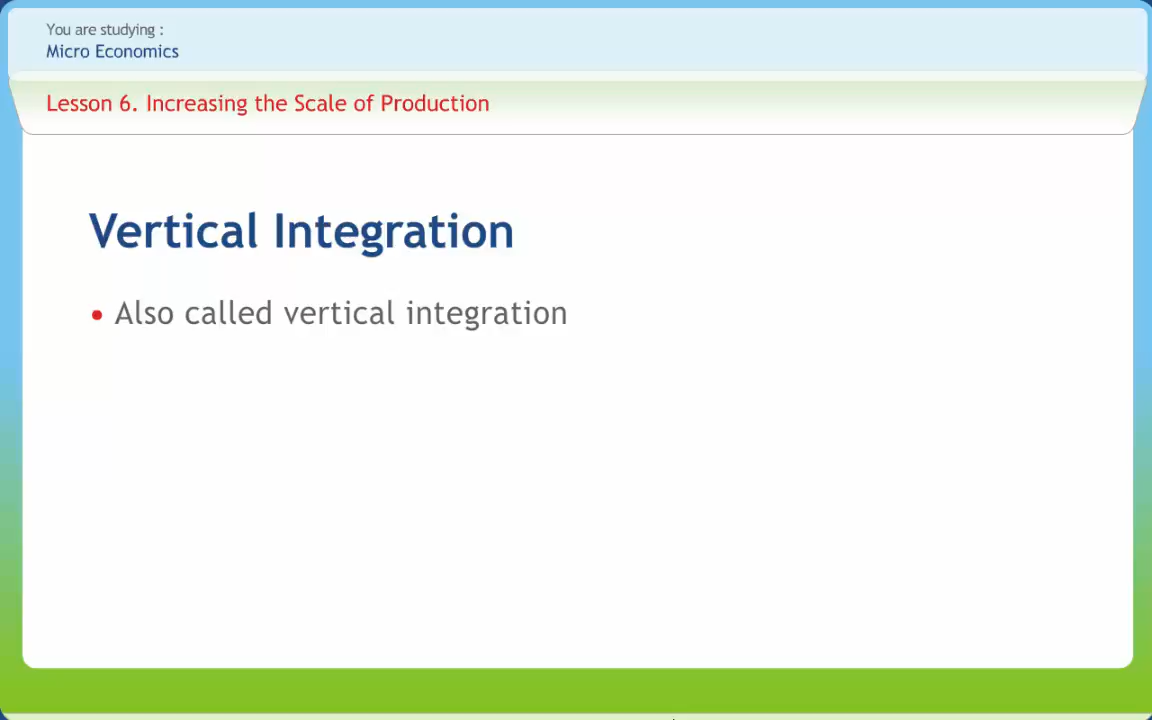 You are studying :
Micro Economics
Lesson 6. Increasing the Scale of Production
Vertical Integration
• Also called vertical integration